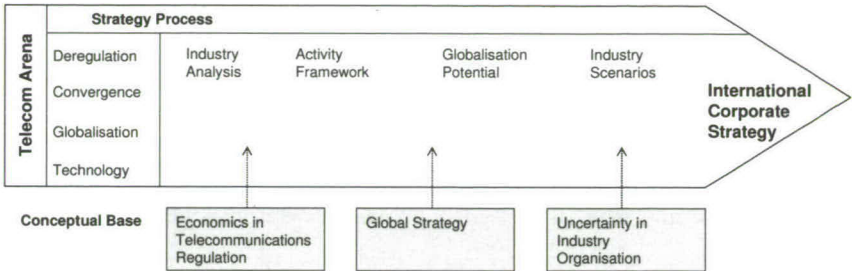 Strategy Process
Telecom Arena
Deregulation
Convergence
Globalisation
Technology
Industry
Analysis
Activity
Framework
Globalisation
Potential
Industry
Scenarios
International
Corporate
Strategy
Conceptual Base
Economics in
Telecommunications
Regulation
Global Strategy
Uncertainty in
Industry
Organisation